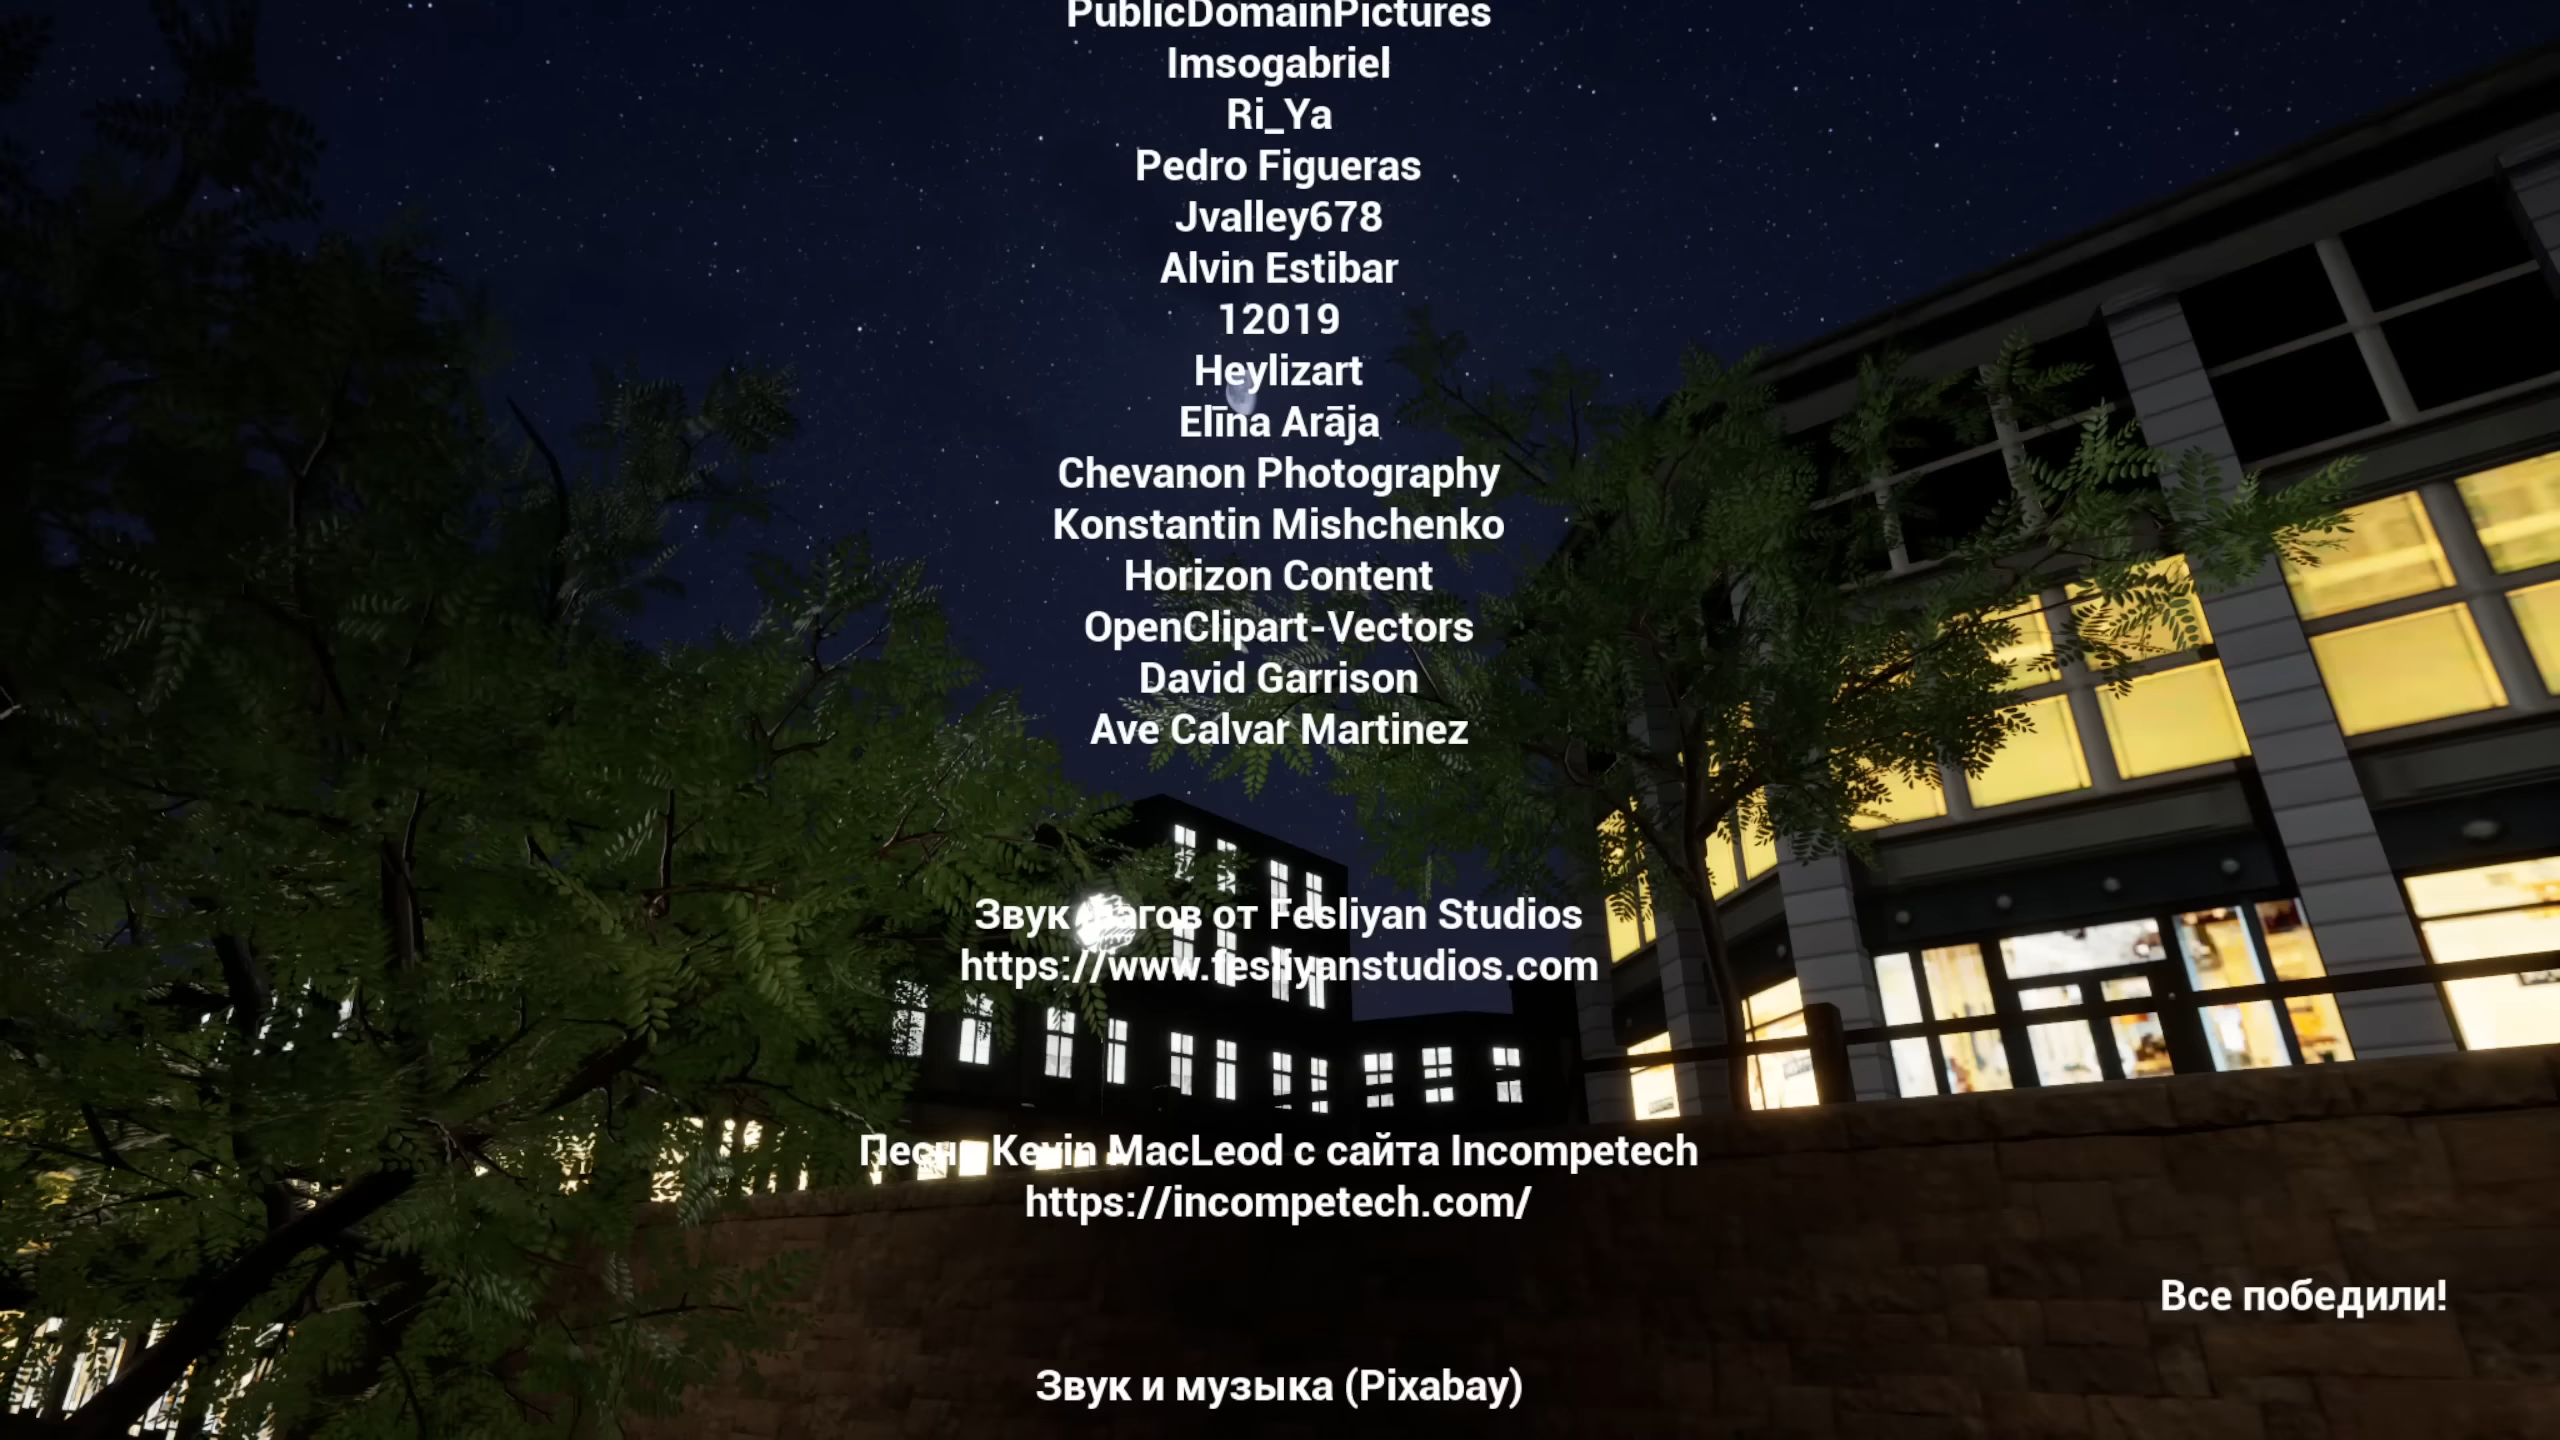 PublicDomainPictures
Imsogabriel
Ri_Ya
Pedro Figueras
Jvalley678
Alvin Estibar
12019
Heylizart
Elīna Arāja
Chevanon Photography
Konstantin Mishchenko
Horizon Content
OpenClipart-Vectors
David Garrison
Ave Calvar Martinez
Звук шагов от Fesliyan Studios
https://www.fesliyanstudios.com
Песня Kevin MacLeod с сайта Incompetech
https://incompetech.com/
Все победили!
Звук и музыка (Pixabay)